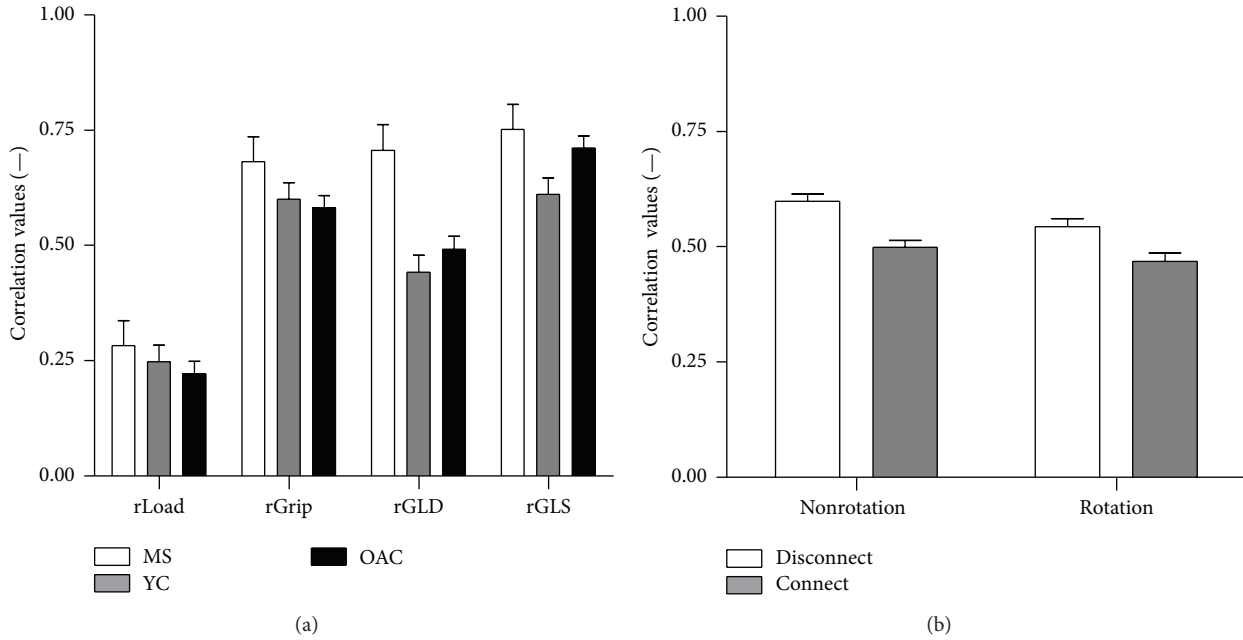 1.00
0.75
0.50
0.25
0.00
Correlation values (—)
rLoad rGrip rGLD rGLS
MS
YC
OAC
(a)
1.00
0.75
0.50
0.25
0.00
Correlation values (—)
Nonrotation Rotation
Disconnect
Connect
(b)